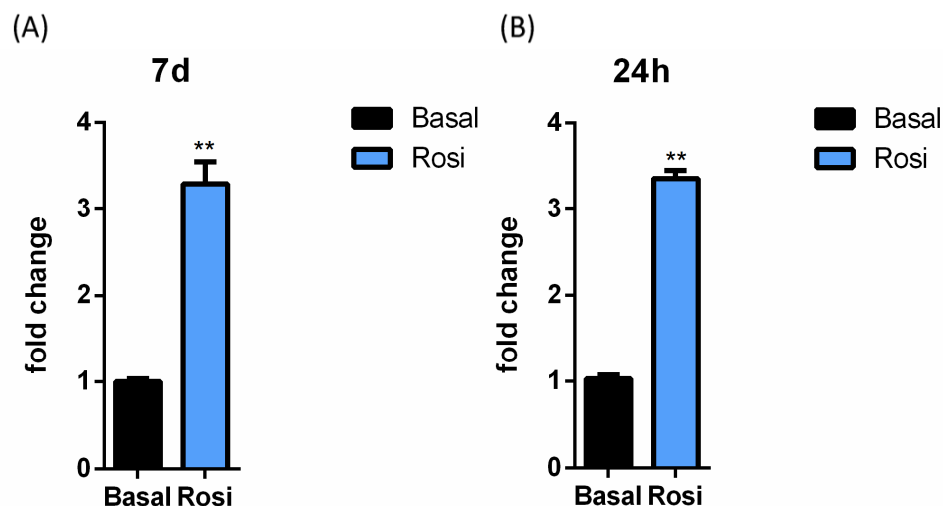 (A)
7d
fold change
4
3
2
1
0
**
Basal Rosi
Basal
Rosi
(B)
24h
fold change
4
3
2
1
0
**
Basal Rosi
Basal
Rosi